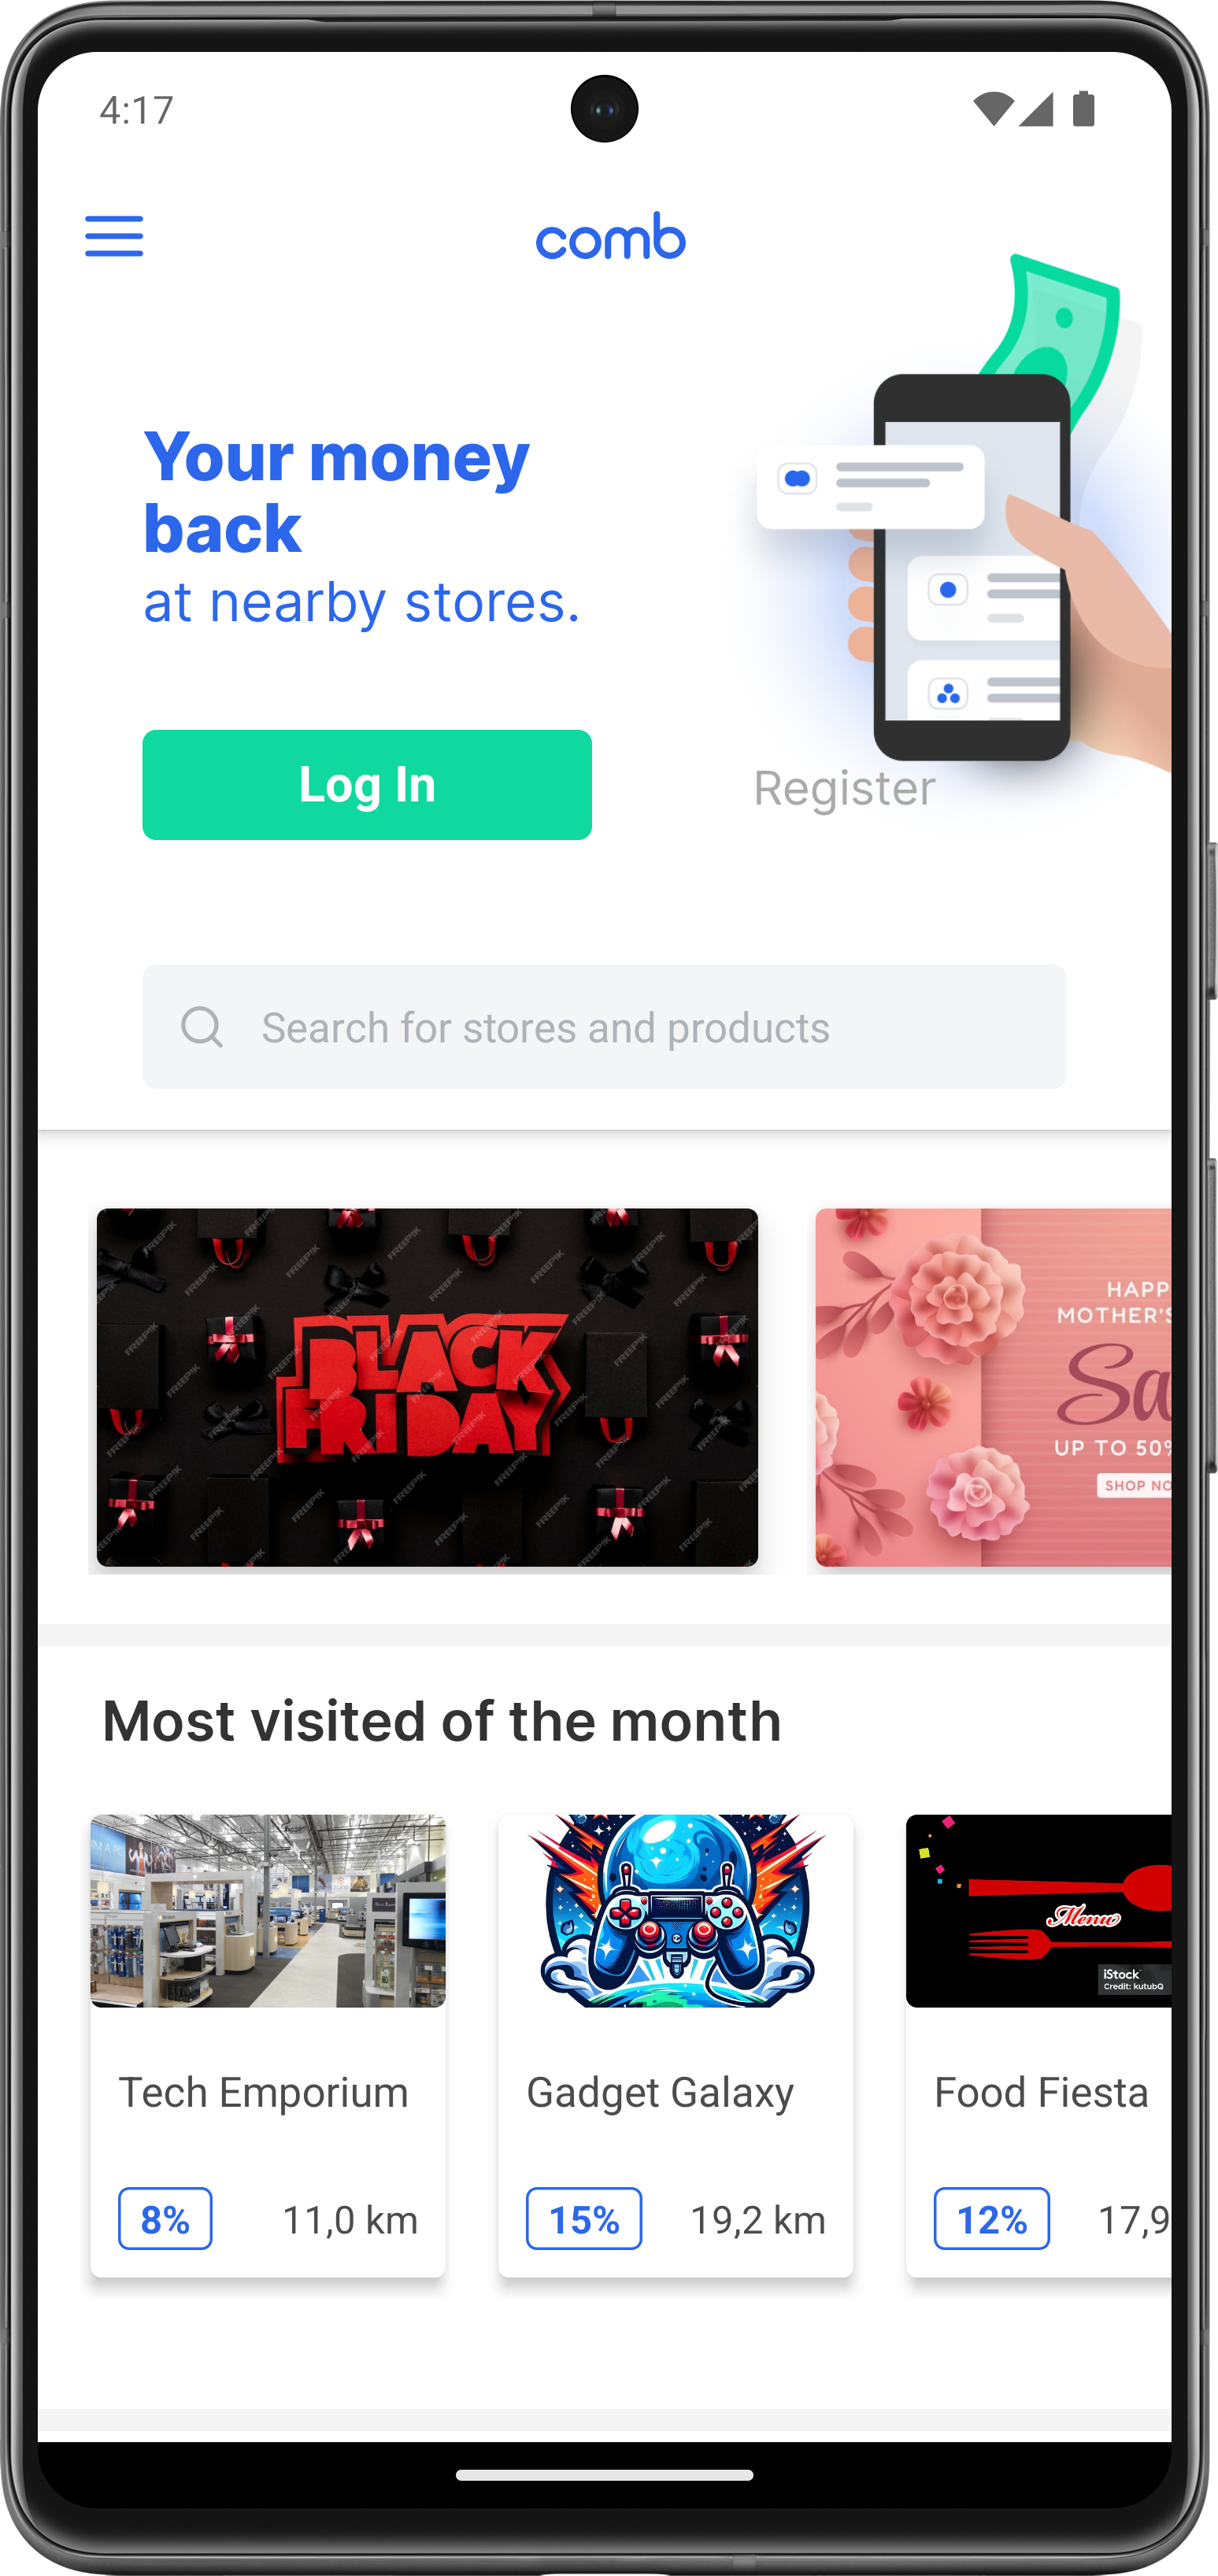 4:17
comb
Your money
back
at nearby stores.
Log In
Register
Search for stores and products
BLACK
FRIDAY
FREEPIK
HAPP
MOTHER'S
Sa
UP TO 50%
SHOP NO
Most visited of the month
Menu
iStock
Credit: kutubQ
Tech Emporium
Gadget Galaxy
Food Fiesta
8%
11,0 km
15%
19,2 km
12%
17,9